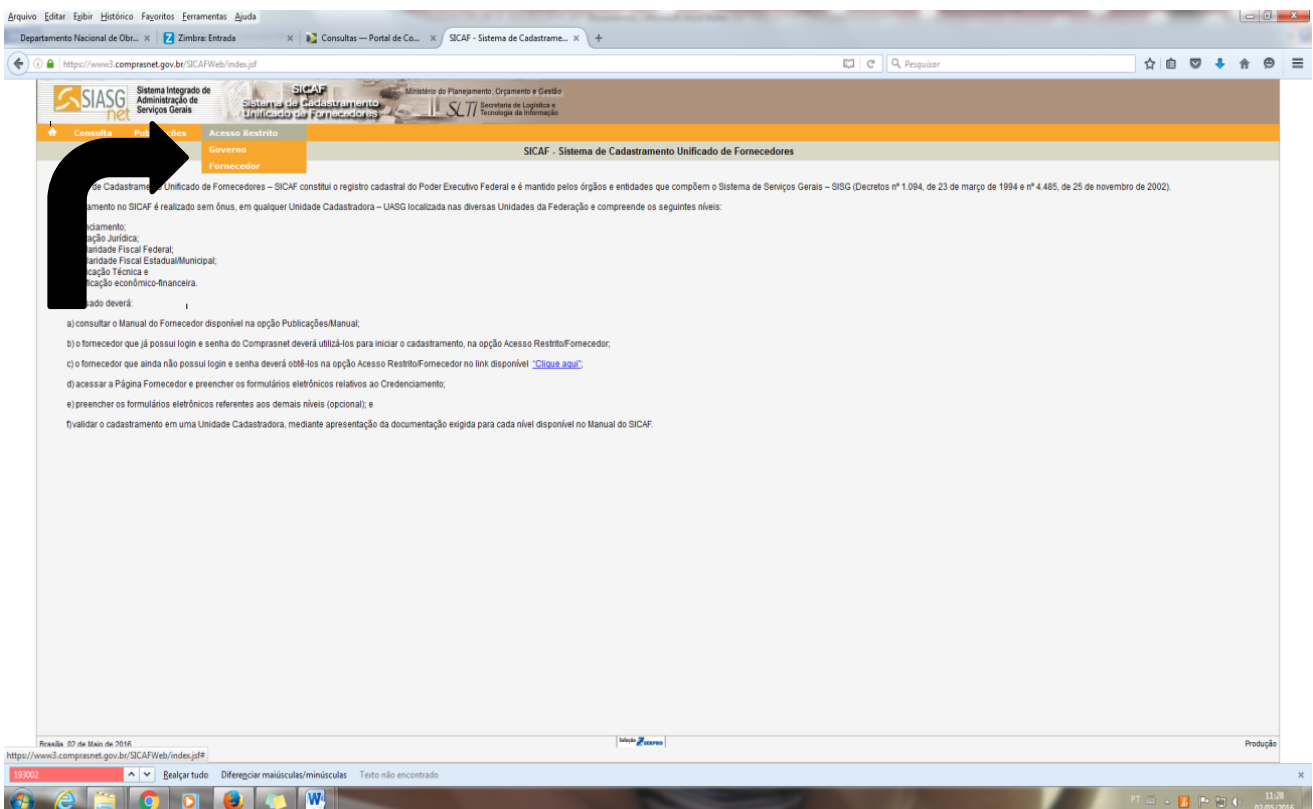 Arquivo Editar Exibir Histórico Favoritos Ferramentas Ajuda
Departamento Nacional de Obr... × Zimbra: Entrada × Consultas — Portal de Co... × SICAF - Sistema de Cadastrame... × +
https://www3.comprasnet.gov.br/SICAFWeb/index.jsf Pesquisar
SIASG net Sistema Integrado de Administração de Serviços Gerais
SICAF Sistema de Cadastramento Unificado de Fornecedores
Ministério do Planejamento, Orçamento e Gestão
SLTI Secretaria de Logística e Tecnologia da Informação
Consulta Acesso Restrito
Governo
Fornecedor
SICAF - Sistema de Cadastramento Unificado de Fornecedores
de Unificado de Fornecedores – SICAF constitui o registro cadastral do Poder Executivo Federal e é mantido pelos órgãos e entidades que compõem o Sistema de Serviços Gerais – SISG (Decretos nº 1.094, de 23 de março de 1994 e nº 4.485, de 25 de novembro de 2002).
no SICAF é realizado sem ônus, em qualquer Unidade Cadastradora – UASG localizada nas diversas Unidades da Federação e compreende os seguintes níveis:
Jurídica;
Fiscal Federal;
Fiscal Estadual/Municipal;
Técnica e
econômico-financeira.
deverá:
a) consultar o Manual do Fornecedor disponível na opção Publicações/Manual;
b) o fornecedor que já possui login e senha do Comprasnet deverá utilizá-los para iniciar o cadastramento, na opção Acesso Restrito/Fornecedor;
c) o fornecedor que ainda não possui login e senha deverá obtê-los na opção Acesso Restrito/Fornecedor no link disponível "Clique aqui";
d) acessar a Página Fornecedor e preencher os formulários eletrônicos relativos ao Credenciamento;
e) preencher os formulários eletrônicos referentes aos demais níveis (opcional); e
f) validar o cadastramento em uma Unidade Cadastradora, mediante apresentação da documentação exigida para cada nível disponível no Manual do SICAF.
Brasília, 02 de Maio de 2016 Solução SERPRO Produção
https://www3.comprasnet.gov.br/SICAFWeb/index.jsf#
193002 Realçar tudo Diferenciar maiúsculas/minúsculas Texto não encontrado
PT 11:28
02/05/2016